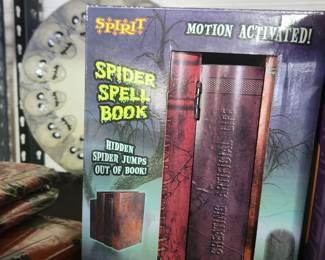 SPIRIT
MOTION ACTIVATED!
SPIDER
SPELL
BOOK
HIDDEN
SPIDER JUMPS
OUT OF BOOK!
CREATING ARTIFICIAL LIFE